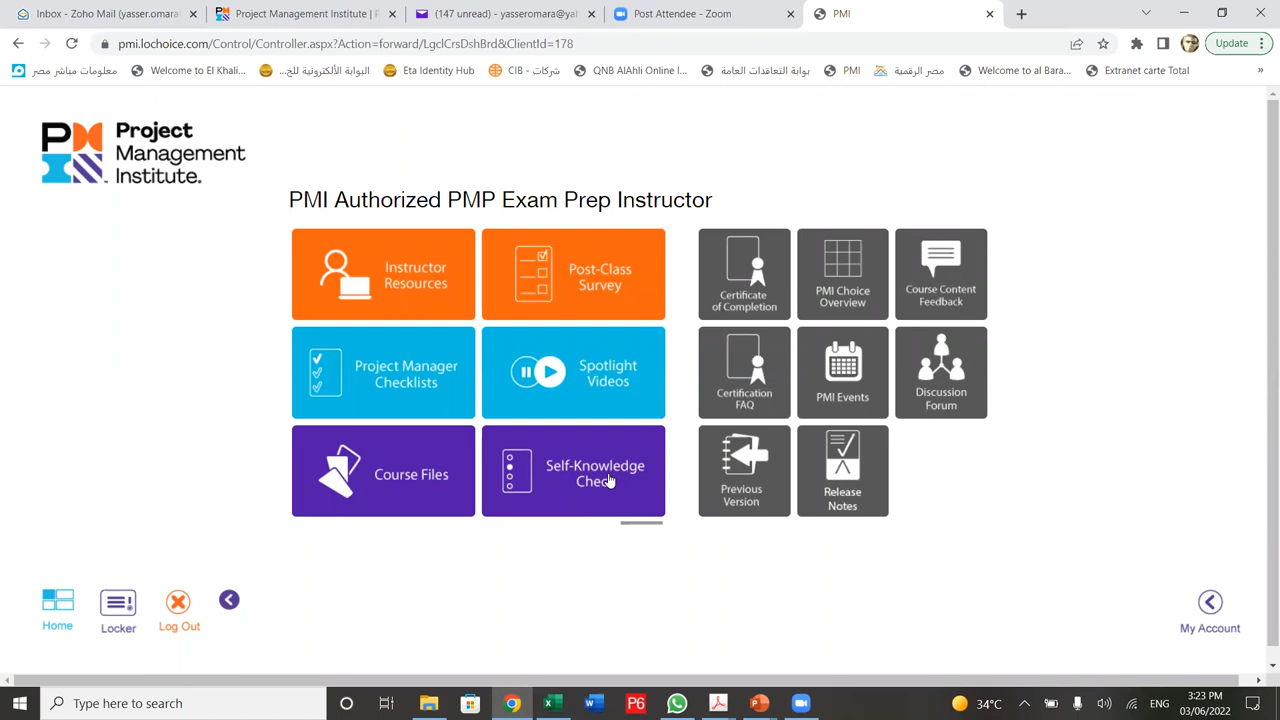 Inbox - Zoho Mail (yasser.omara
Project Management Institute | F
(147 unread) - yasseromara@yah
Post Attendee - Zoom
PMI
pmi.lochoice.com/Control/Controller.aspx?Action=forward/LgclCrsDshBrd&ClientId=178
Update
معلومات مباشر مصر
Welcome to El Khali...
البوابة الألكترونية للخ...
Eta Identity Hub
CIB - شركات
QNB AlAhli Online I...
بوابة التعاقدات العامة
PMI
مصر الرقمية
Welcome to al Bara...
Extranet carte Total
»
Project
Management
Institute.
PMI Authorized PMP Exam Prep Instructor
Instructor
Resources
Post-Class
Survey
Certificate
of Completion
PMI Choice
Overview
Course Content
Feedback
Project Manager
Checklists
Spotlight
Videos
Certification
FAQ
PMI Events
Discussion
Forum
Course Files
Self-Knowledge
Check
Previous
Version
Release
Notes
Home
Locker
Log Out
My Account
Type here to search
P6
34°C
ENG
3:23 PM
03/06/2022